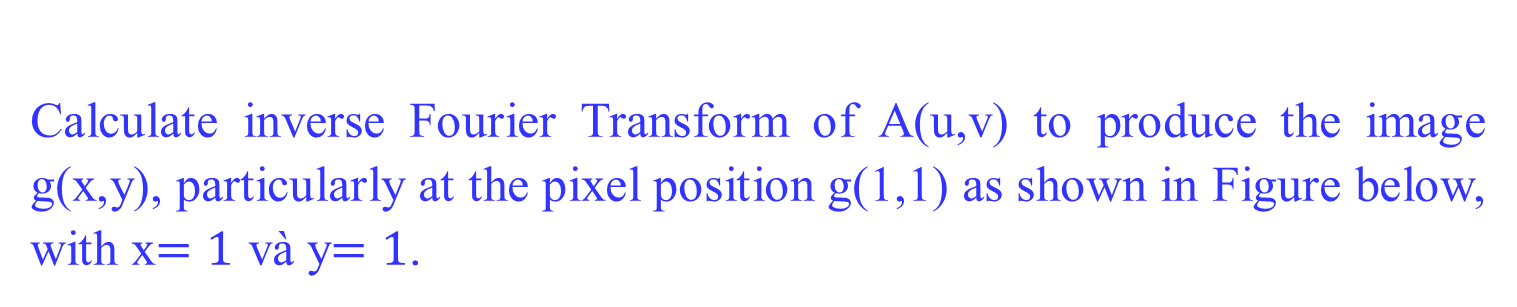 Calculate inverse Fourier Transform of A(u,v) to produce the image
g(x,y), particularly at the pixel position g(1,1) as shown in Figure below,
with x= 1 và y= 1.